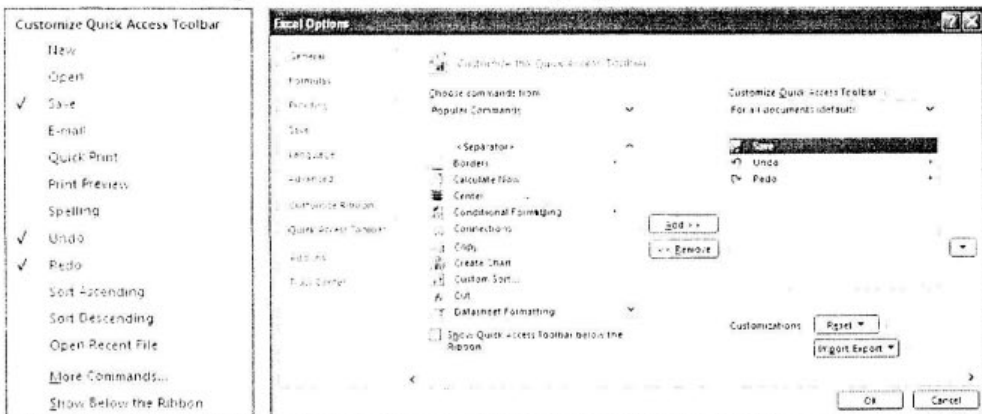 Customize Quick Access Toolbar
New
Open
✓ Save
E-mail
Quick Print
Print Preview
Spelling
✓ Undo
✓ Redo
Sort Ascending
Sort Descending
Open Recent File
More Commands...
Show Below the Ribbon
Excel Options
General
Formulas
Proofing
Save
Language
Advanced
Customize Ribbon
Quick Access Toolbar
Add-Ins
Trust Center
Customize the Quick Access Toolbar.
Choose commands from
Popular Commands
<Separator>
Borders
Calculate Now
Center
Conditional Formatting
Connections
Copy
Create Chart
Custom Sort...
Cut
Datasheet Formatting
Show Quick Access Toolbar below the
Ribbon
Add >>
<< Remove
Customize Quick Access Toolbar
For all documents (default)
Save
Undo
Redo
Customizations
Reset
Import Export
OK
Cancel